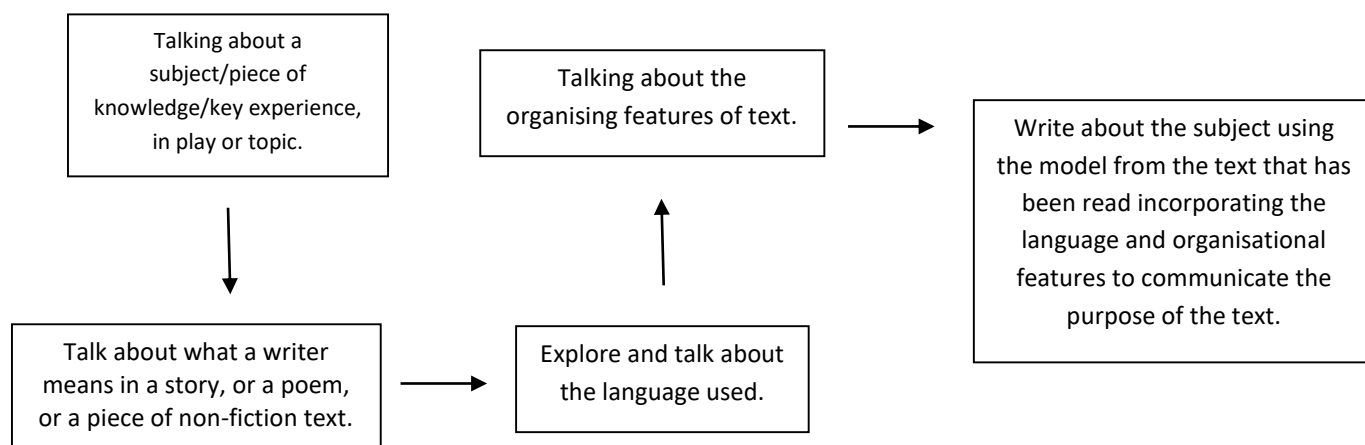 Talking about a
subject/piece of
knowledge/key experience,
in play or topic.
Talk about what a writer
means in a story, or a poem,
or a piece of non-fiction text.
Explore and talk about
the language used.
Talking about the
organising features of text.
Write about the subject using
the model from the text that has
been read incorporating the
language and organisational
features to communicate the
purpose of the text.